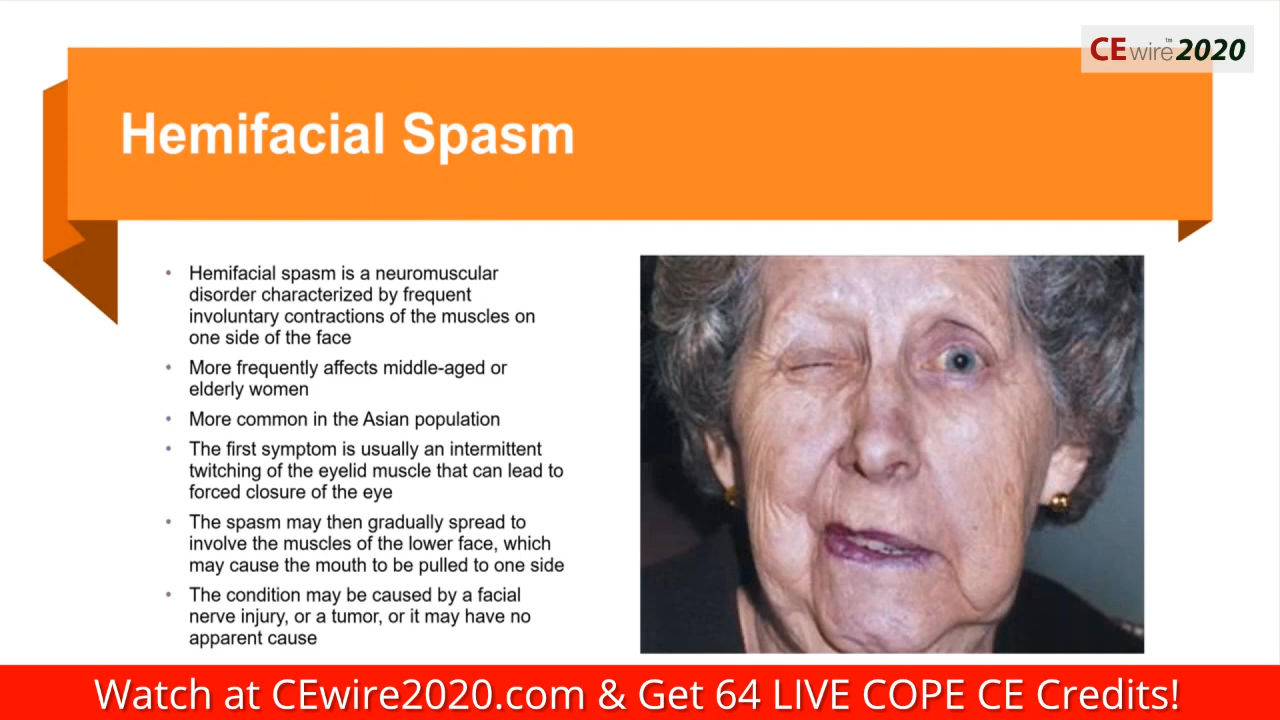 CEwire™2020
Hemifacial Spasm
• Hemifacial spasm is a neuromuscular
disorder characterized by frequent
involuntary contractions of the muscles on
one side of the face
• More frequently affects middle-aged or
elderly women
• More common in the Asian population
• The first symptom is usually an intermittent
twitching of the eyelid muscle that can lead to
forced closure of the eye
• The spasm may then gradually spread to
involve the muscles of the lower face, which
may cause the mouth to be pulled to one side
• The condition may be caused by a facial
nerve injury, or a tumor, or it may have no
apparent cause
Watch at CEwire2020.com & Get 64 LIVE COPE CE Credits!